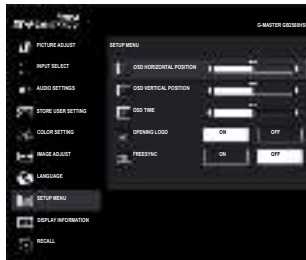 G-MASTER GB2560HS
PICTURE ADJUST
SETUP MENU
INPUT SELECT
OSD HORIZONTAL POSITION
AUDIO SETTINGS
OSD VERTICAL POSITION
STORE USER SETTING
OSD TIME
COLOR SETTING
OPENING LOGO
ON
OFF
IMAGE ADJUST
FREESYNC
ON
OFF
LANGUAGE
SETUP MENU
DISPLAY INFORMATION
RECALL